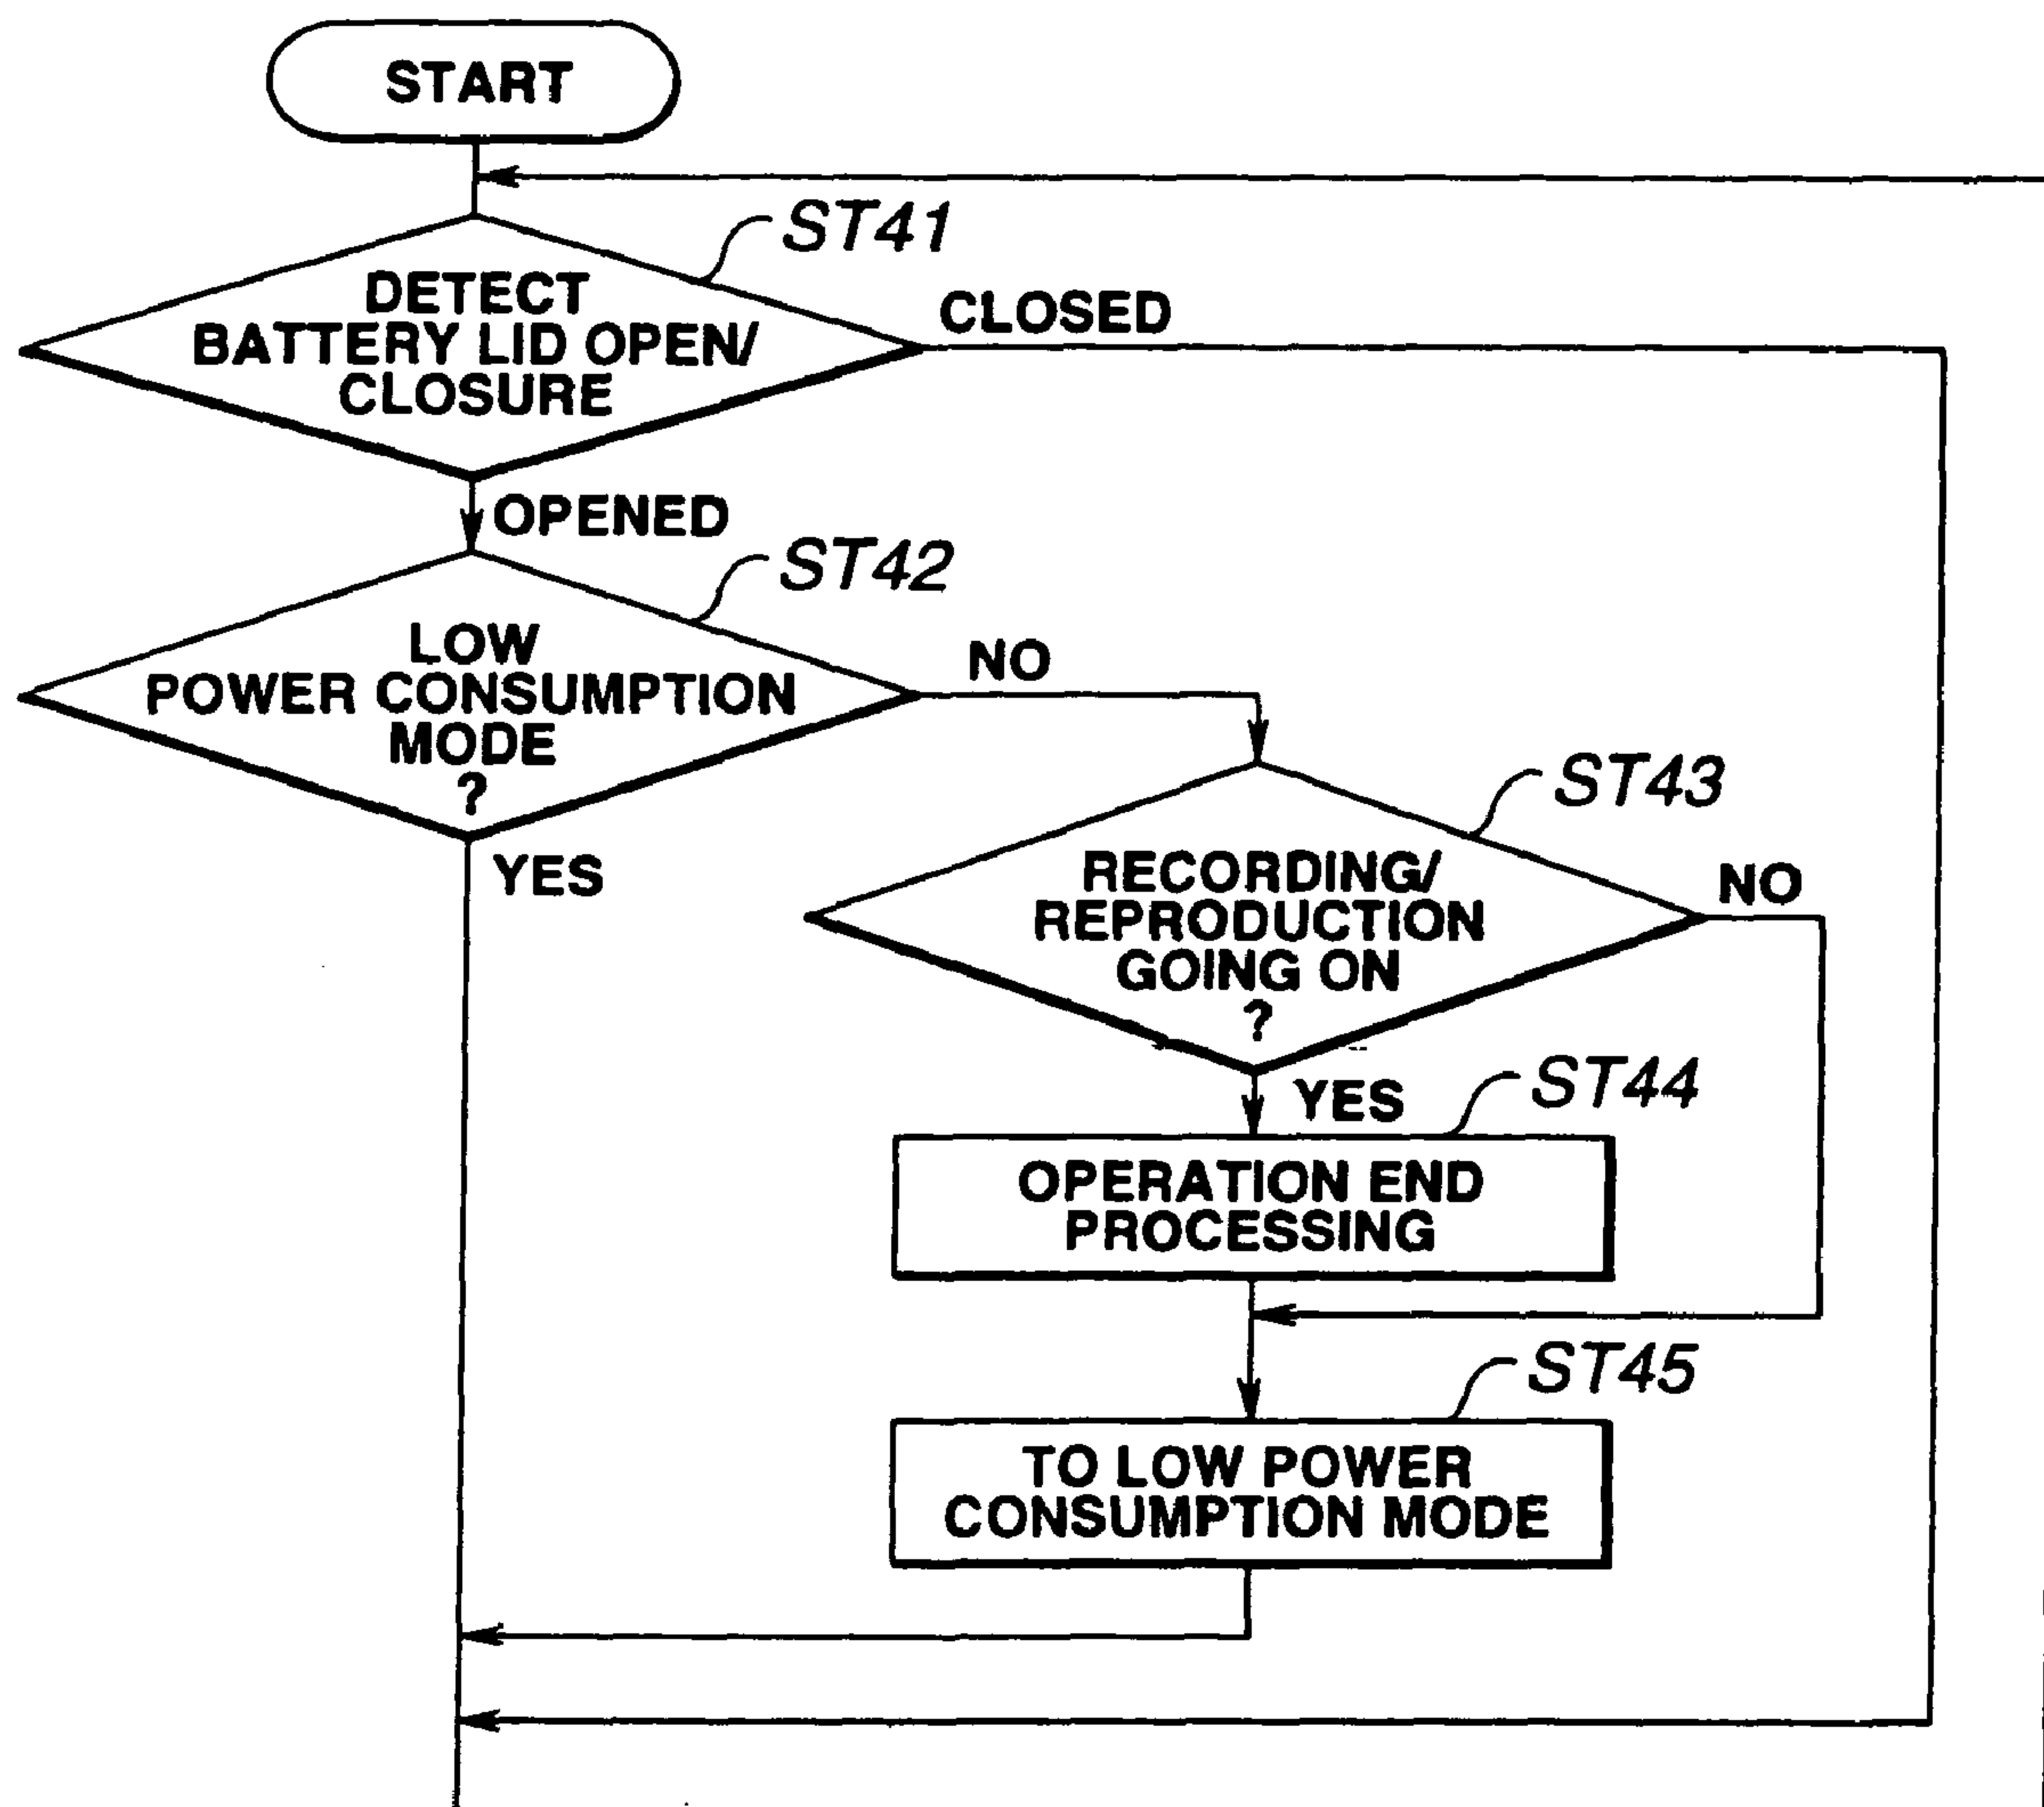 START
ST41
DETECT
BATTERY LID OPEN/
CLOSURE
CLOSED
OPENED
ST42
LOW
POWER CONSUMPTION
MODE
?
NO
YES
ST43
RECORDING/
REPRODUCTION
GOING ON
?
NO
YES
ST44
OPERATION END
PROCESSING
ST45
TO LOW POWER
CONSUMPTION MODE